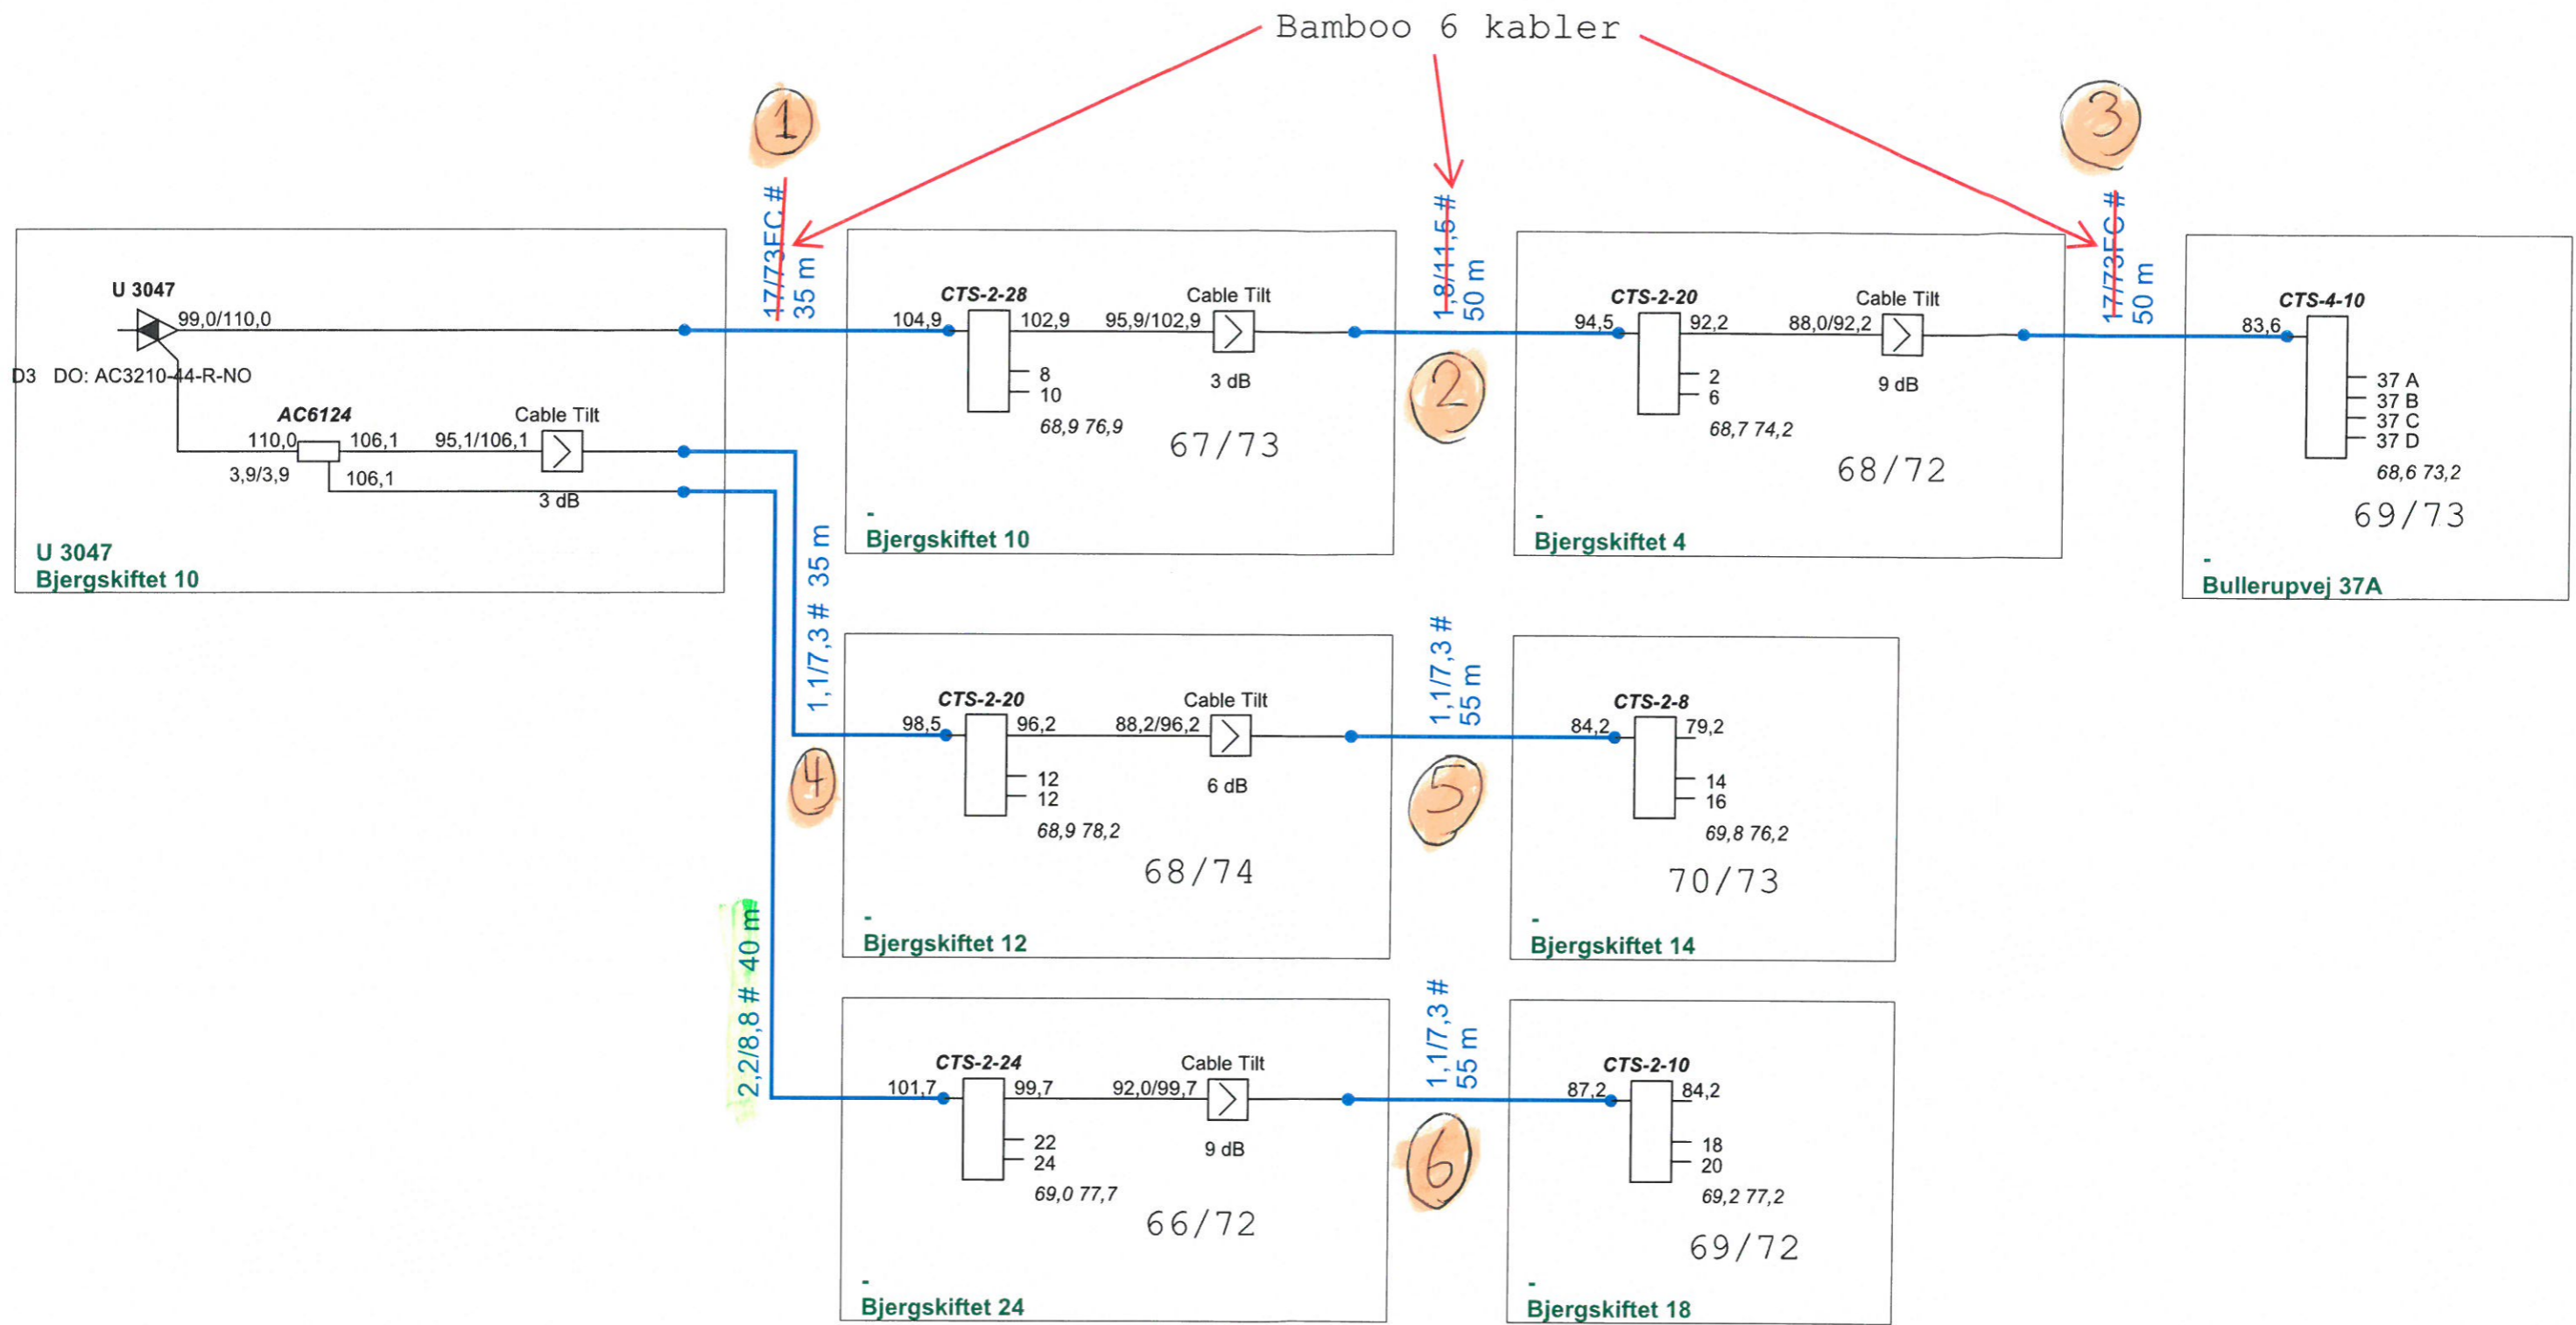 Bamboo 6 kabler
1
3
17/73FC #
35 m
1,8/11,5 #
50 m
17/73FC #
50 m
U 3047
99,0/110,0
D3 DO: AC3210-44-R-NO
AC6124
Cable Tilt
110,0
106,1
95,1/106,1
3,9/3,9
106,1
3 dB
U 3047
Bjergskiftet 10
104,9
CTS-2-28
102,9
95,9/102,9
Cable Tilt
3 dB
8
10
68,9 76,9
67/73
-
Bjergskiftet 10
2
94,5
CTS-2-20
92,2
88,0/92,2
Cable Tilt
9 dB
2
6
68,7 74,2
68/72
-
Bjergskiftet 4
83,6
CTS-4-10
37 A
37 B
37 C
37 D
68,6 73,2
69/73
-
Bullerupvej 37A
1,1/7,3 # 35 m
4
98,5
CTS-2-20
96,2
88,2/96,2
Cable Tilt
6 dB
12
12
68,9 78,2
68/74
-
Bjergskiftet 12
1,1/7,3 #
55 m
5
84,2
CTS-2-8
79,2
14
16
69,8 76,2
70/73
-
Bjergskiftet 14
2,2/8,8 # 40 m
101,7
CTS-2-24
99,7
92,0/99,7
Cable Tilt
9 dB
22
24
69,0 77,7
66/72
-
Bjergskiftet 24
1,1/7,3 #
55 m
6
87,2
CTS-2-10
84,2
18
20
69,2 77,2
69/72
-
Bjergskiftet 18